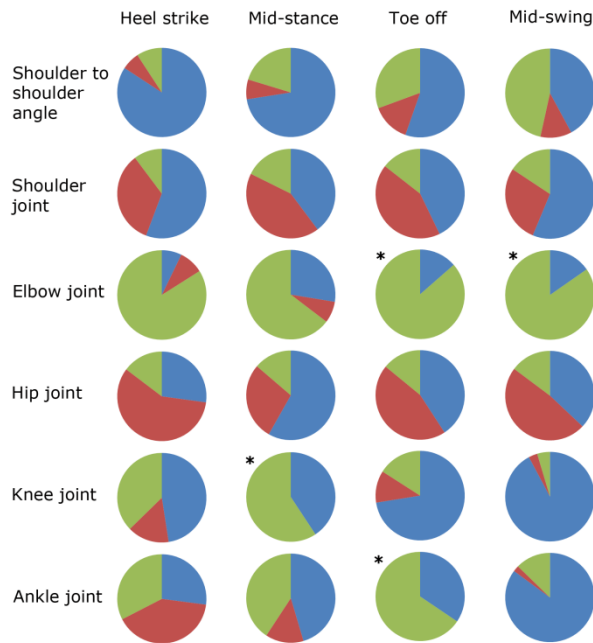 Heel strike Mid-stance Toe off Mid-swing
Shoulder to
shoulder
angle
Shoulder
joint
* *
Elbow joint
Hip joint
*
Knee joint
*
Ankle joint